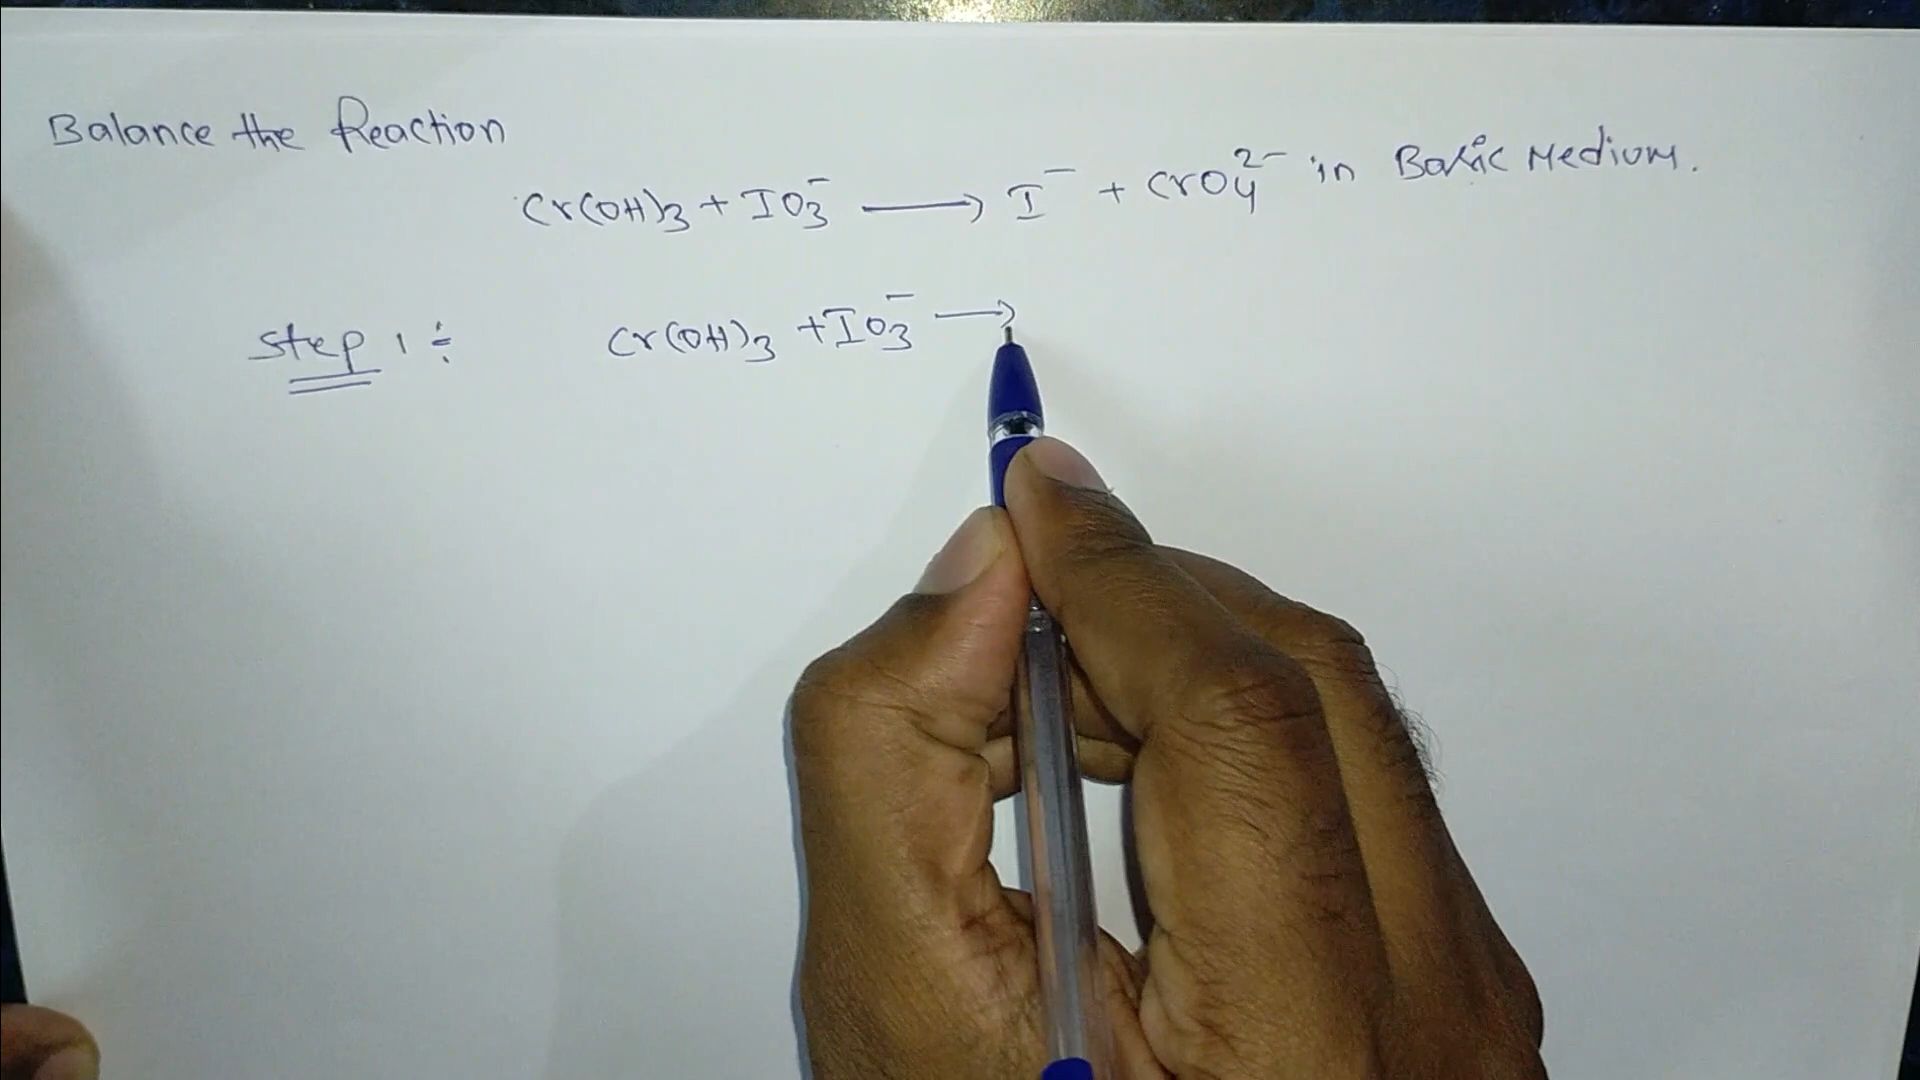 Balance the Reaction
Cr(OH)3 + IO3⁻ ⟶ I⁻ + CrO4²⁻ in Basic Medium.
Step 1 ÷ Cr(OH)3 + IO3⁻ ⟶